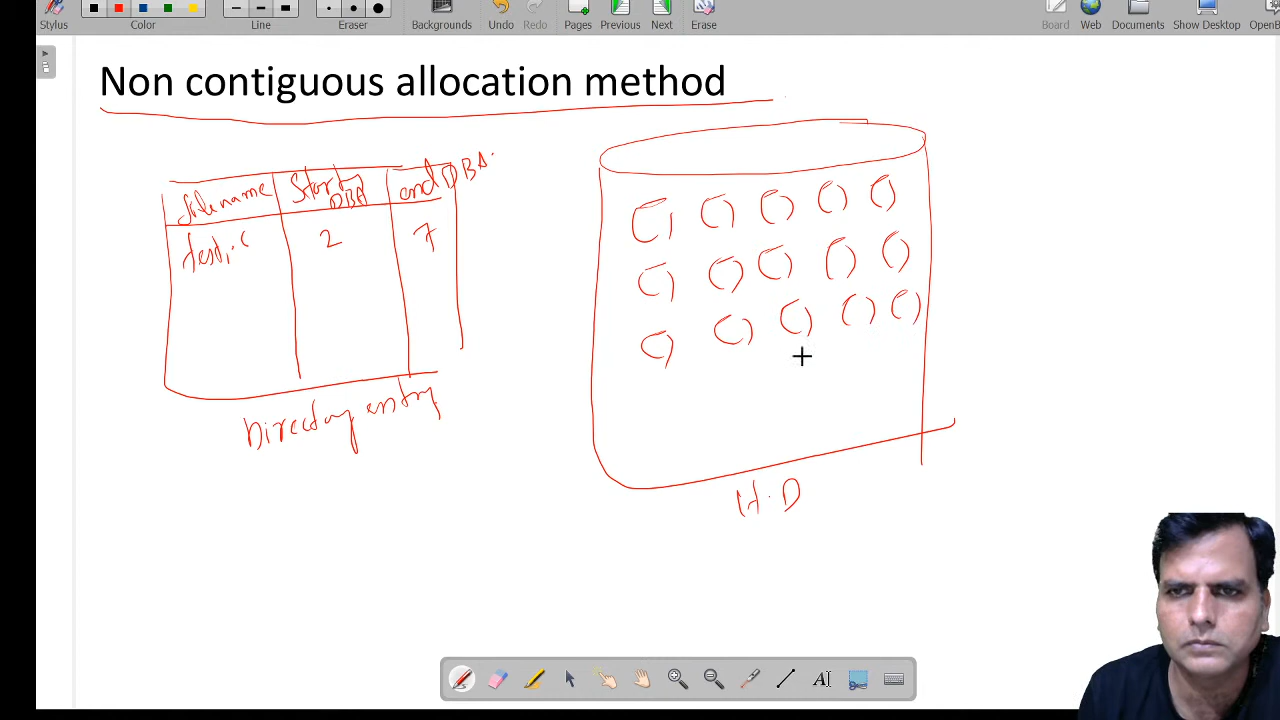 Stylus Color Line Eraser Backgrounds Undo Redo Pages Previous Next Erase Board Web Documents Show Desktop OpenB
Non contiguous allocation method
filename Starting DBA end DBA
test.c 2 7
Directory entry
H.D